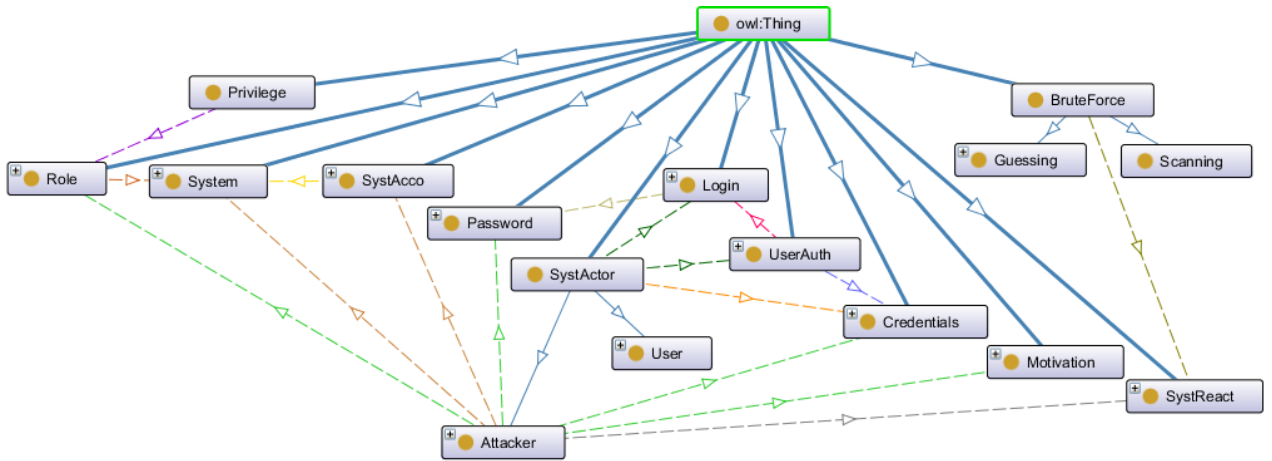 owl:Thing
Privilege
BruteForce
Guessing
Scanning
Role
System
SystAcco
Login
Password
UserAuth
SystActor
Credentials
User
Motivation
SystReact
Attacker